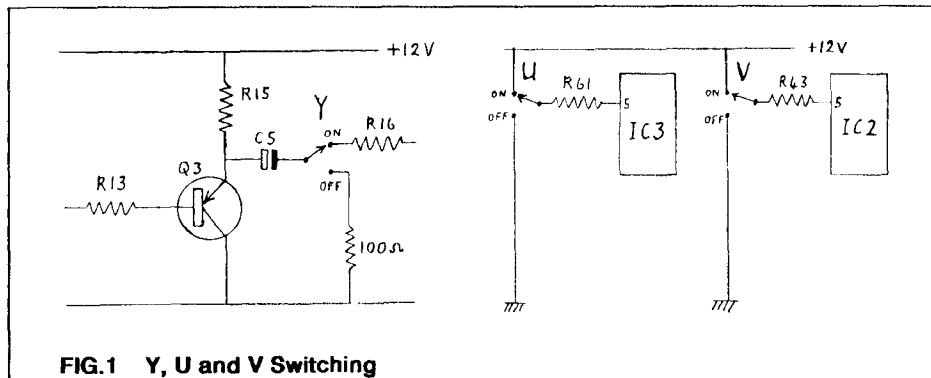 +12V
R15
Y
C5
ON
R16
Q3
OFF
R13
100Ω
+12V
U
ON
R61
5
IC3
OFF
V
ON
R43
5
IC2
OFF
FIG.1 Y, U and V Switching